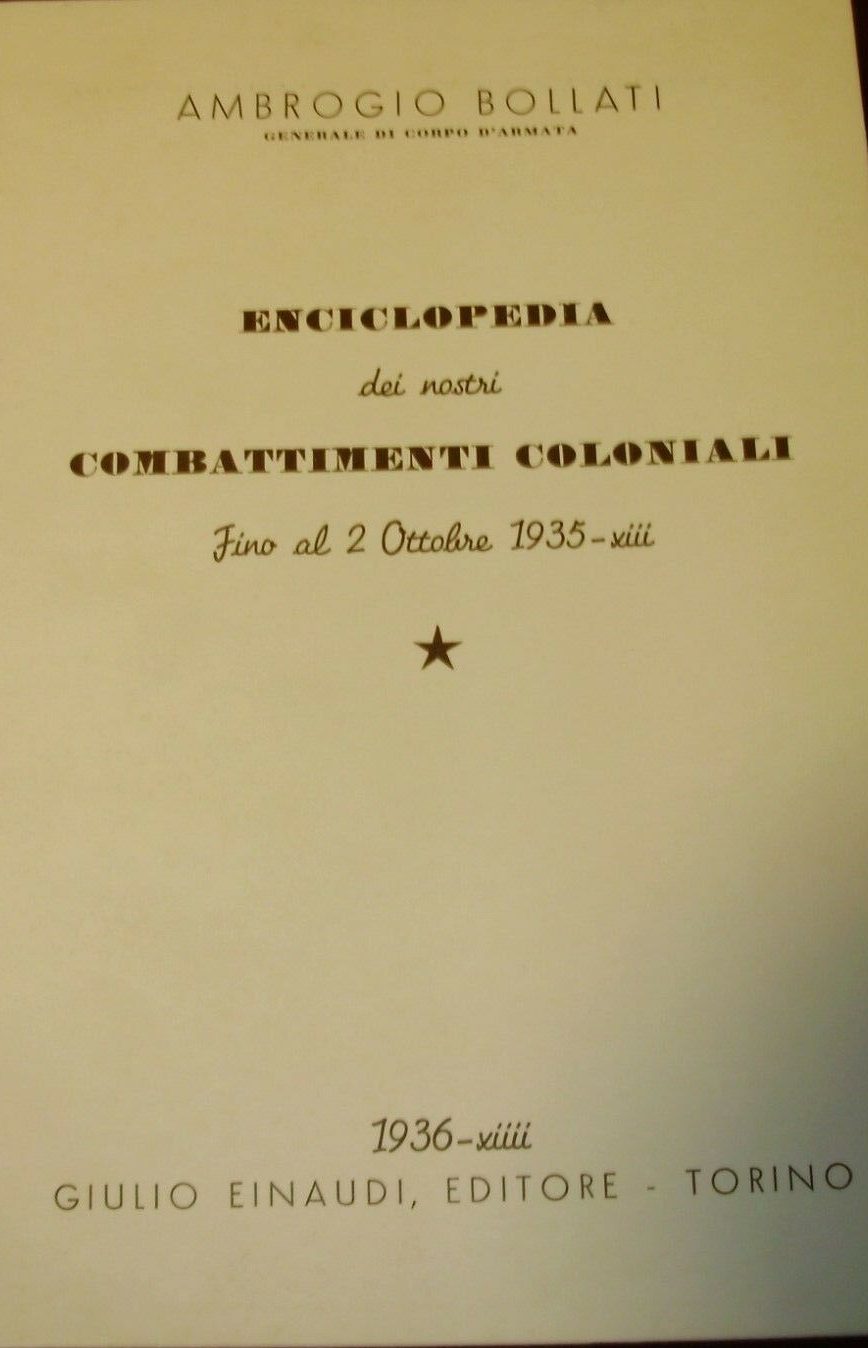 AMBROGIO BOLLATI
GENERALE DI CORPO D'ARMATA
ENCICLOPEDIA
dei nostri
COMBATTIMENTI COLONIALI
Fino al 2 Ottobre 1935-xiii
1936-xiiii
GIULIO EINAUDI, EDITORE - TORINO